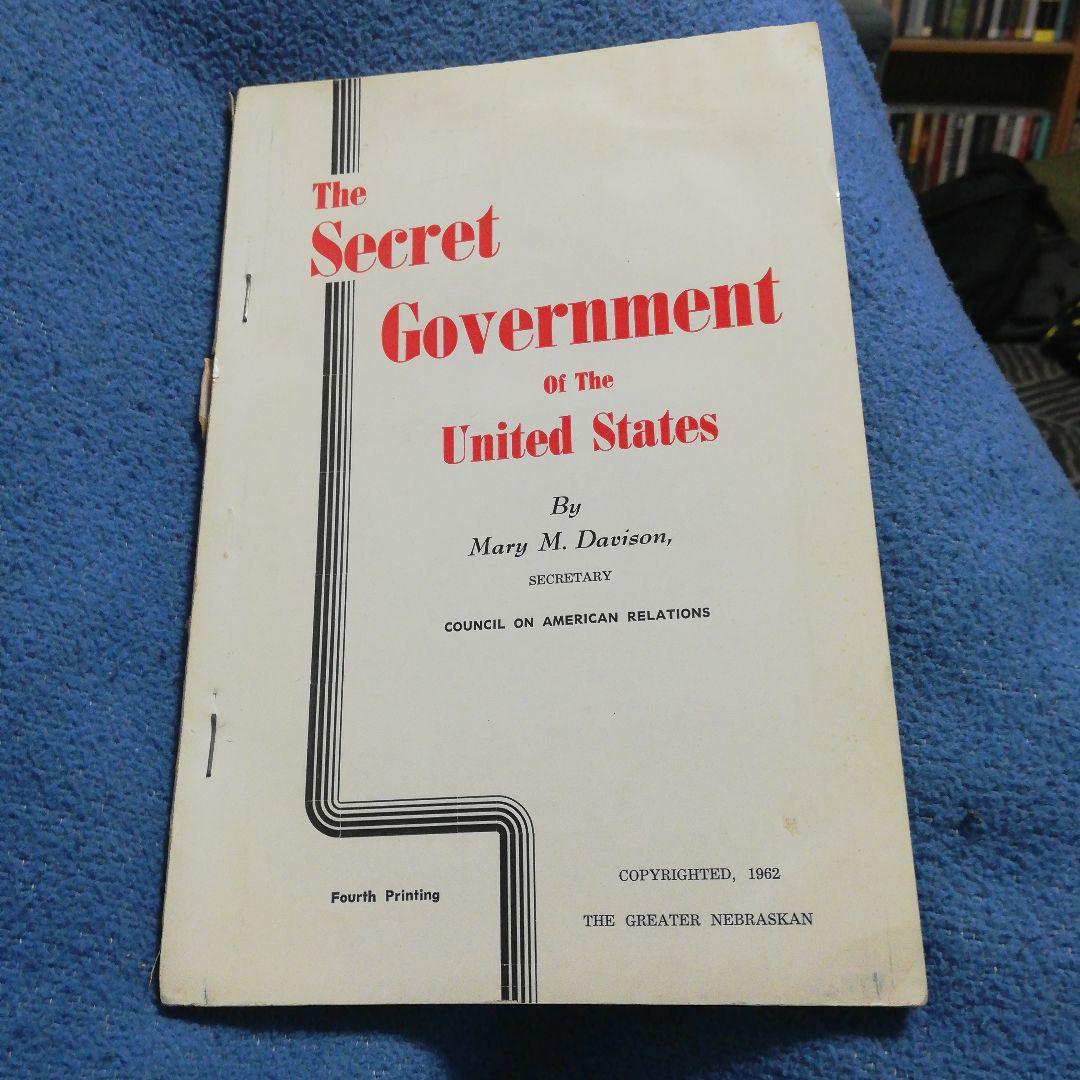 The
Secret
Government
Of The
United States
By
Mary M. Davison,
SECRETARY
COUNCIL ON AMERICAN RELATIONS
Fourth Printing
COPYRIGHTED, 1962
THE GREATER NEBRASKAN